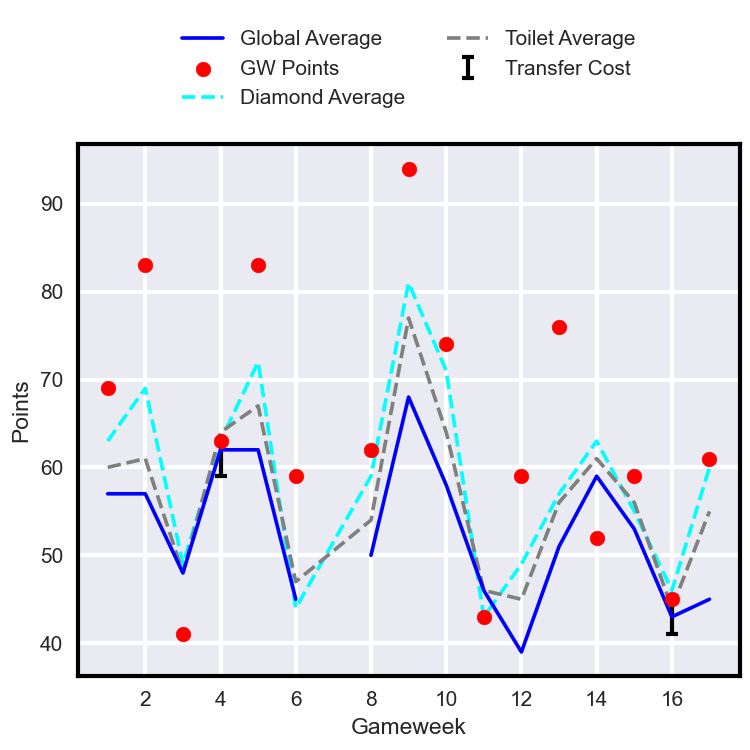 Global Average
GW Points
Diamond Average
Toilet Average
Transfer Cost
90
80
70
60
50
40
Points
2 4 6 8 10 12 14 16
Gameweek